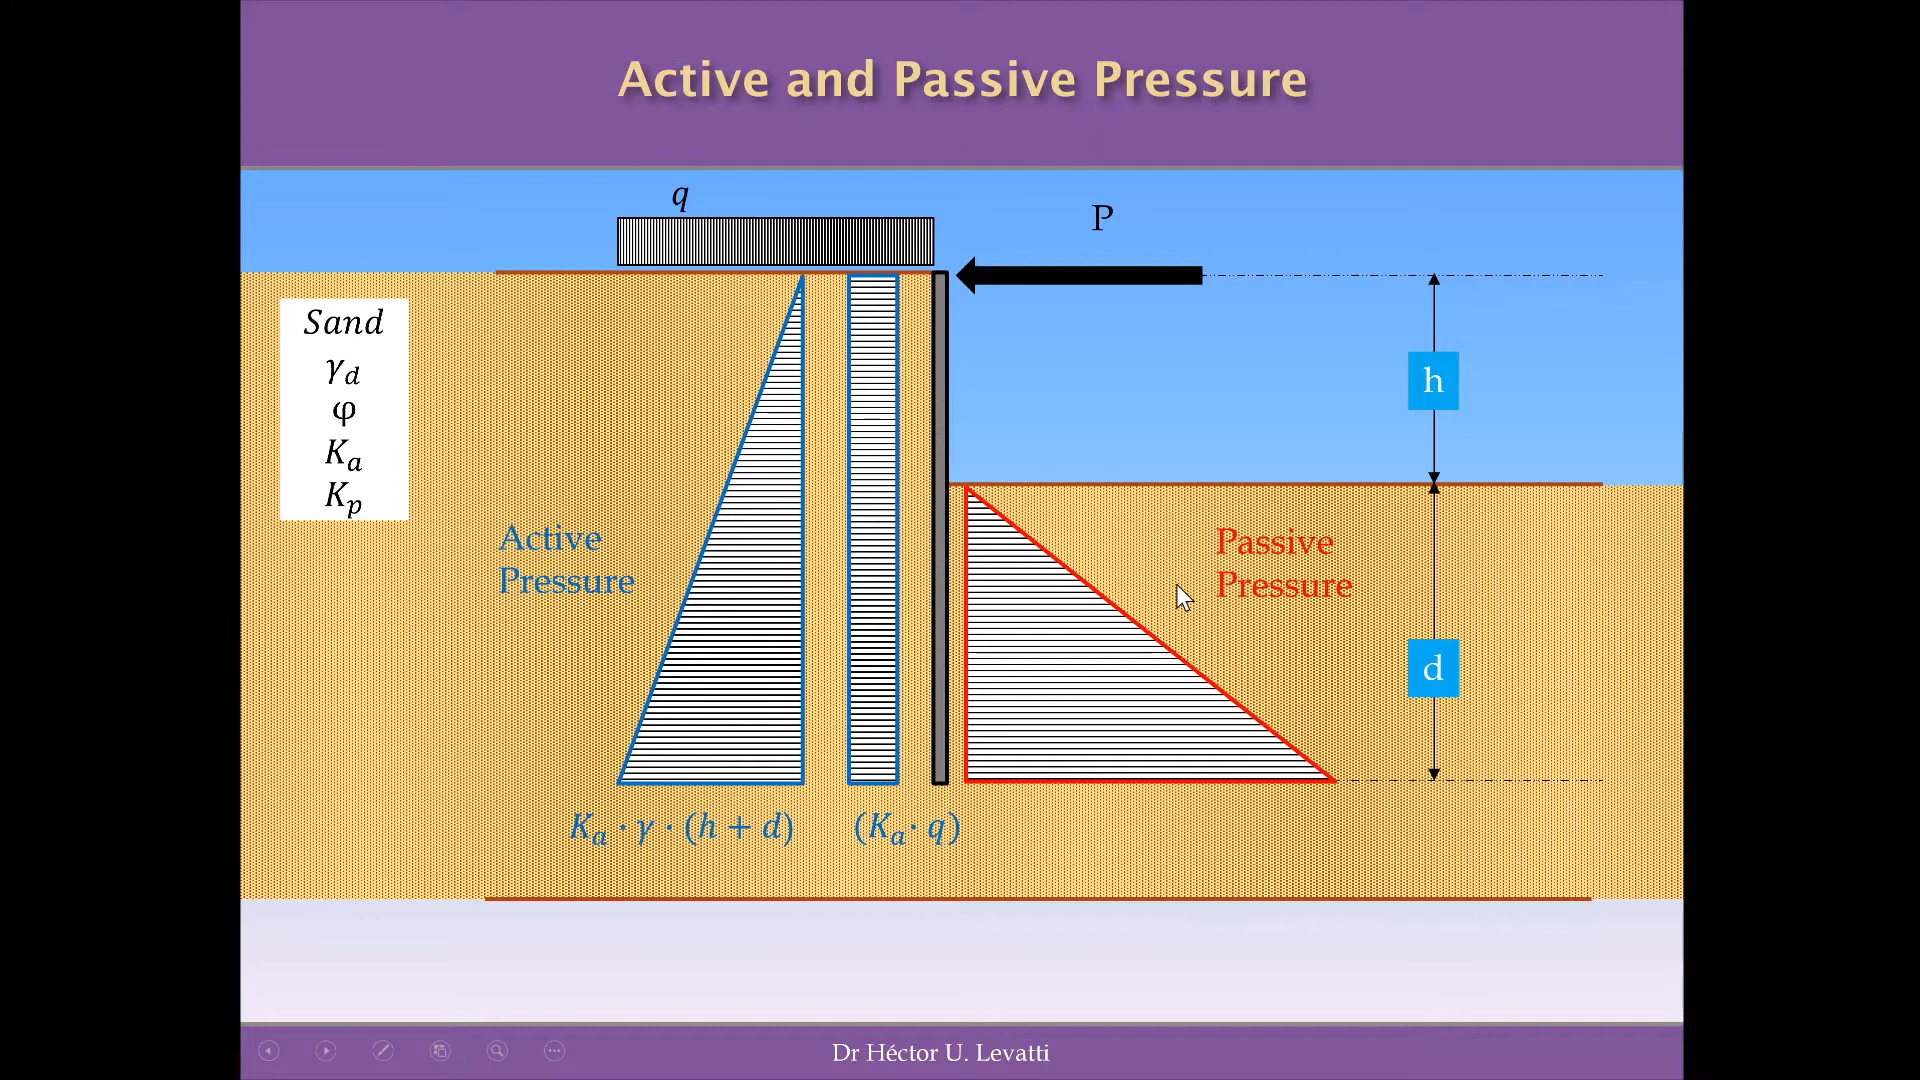 Active and Passive Pressure
q
P
Sand
γd
φ
Ka
Kp
h
Active
Pressure
Passive
Pressure
d
Ka · γ · (h + d)
(Ka · q)
Dr Héctor U. Levatti